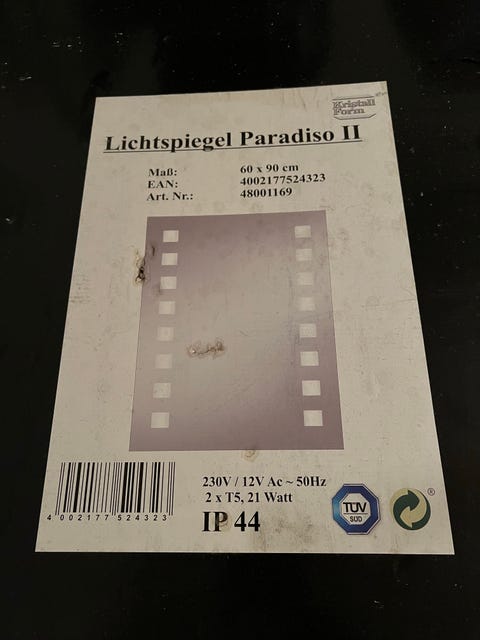 Kristall
Form
Lichtspiegel Paradiso II
Maß: 60 x 90 cm
EAN: 4002177524323
Art. Nr.: 48001169
230V / 12V Ac ~ 50Hz
2 x T5, 21 Watt
IP 44
4 002177 524323
TÜV
SÜD
®